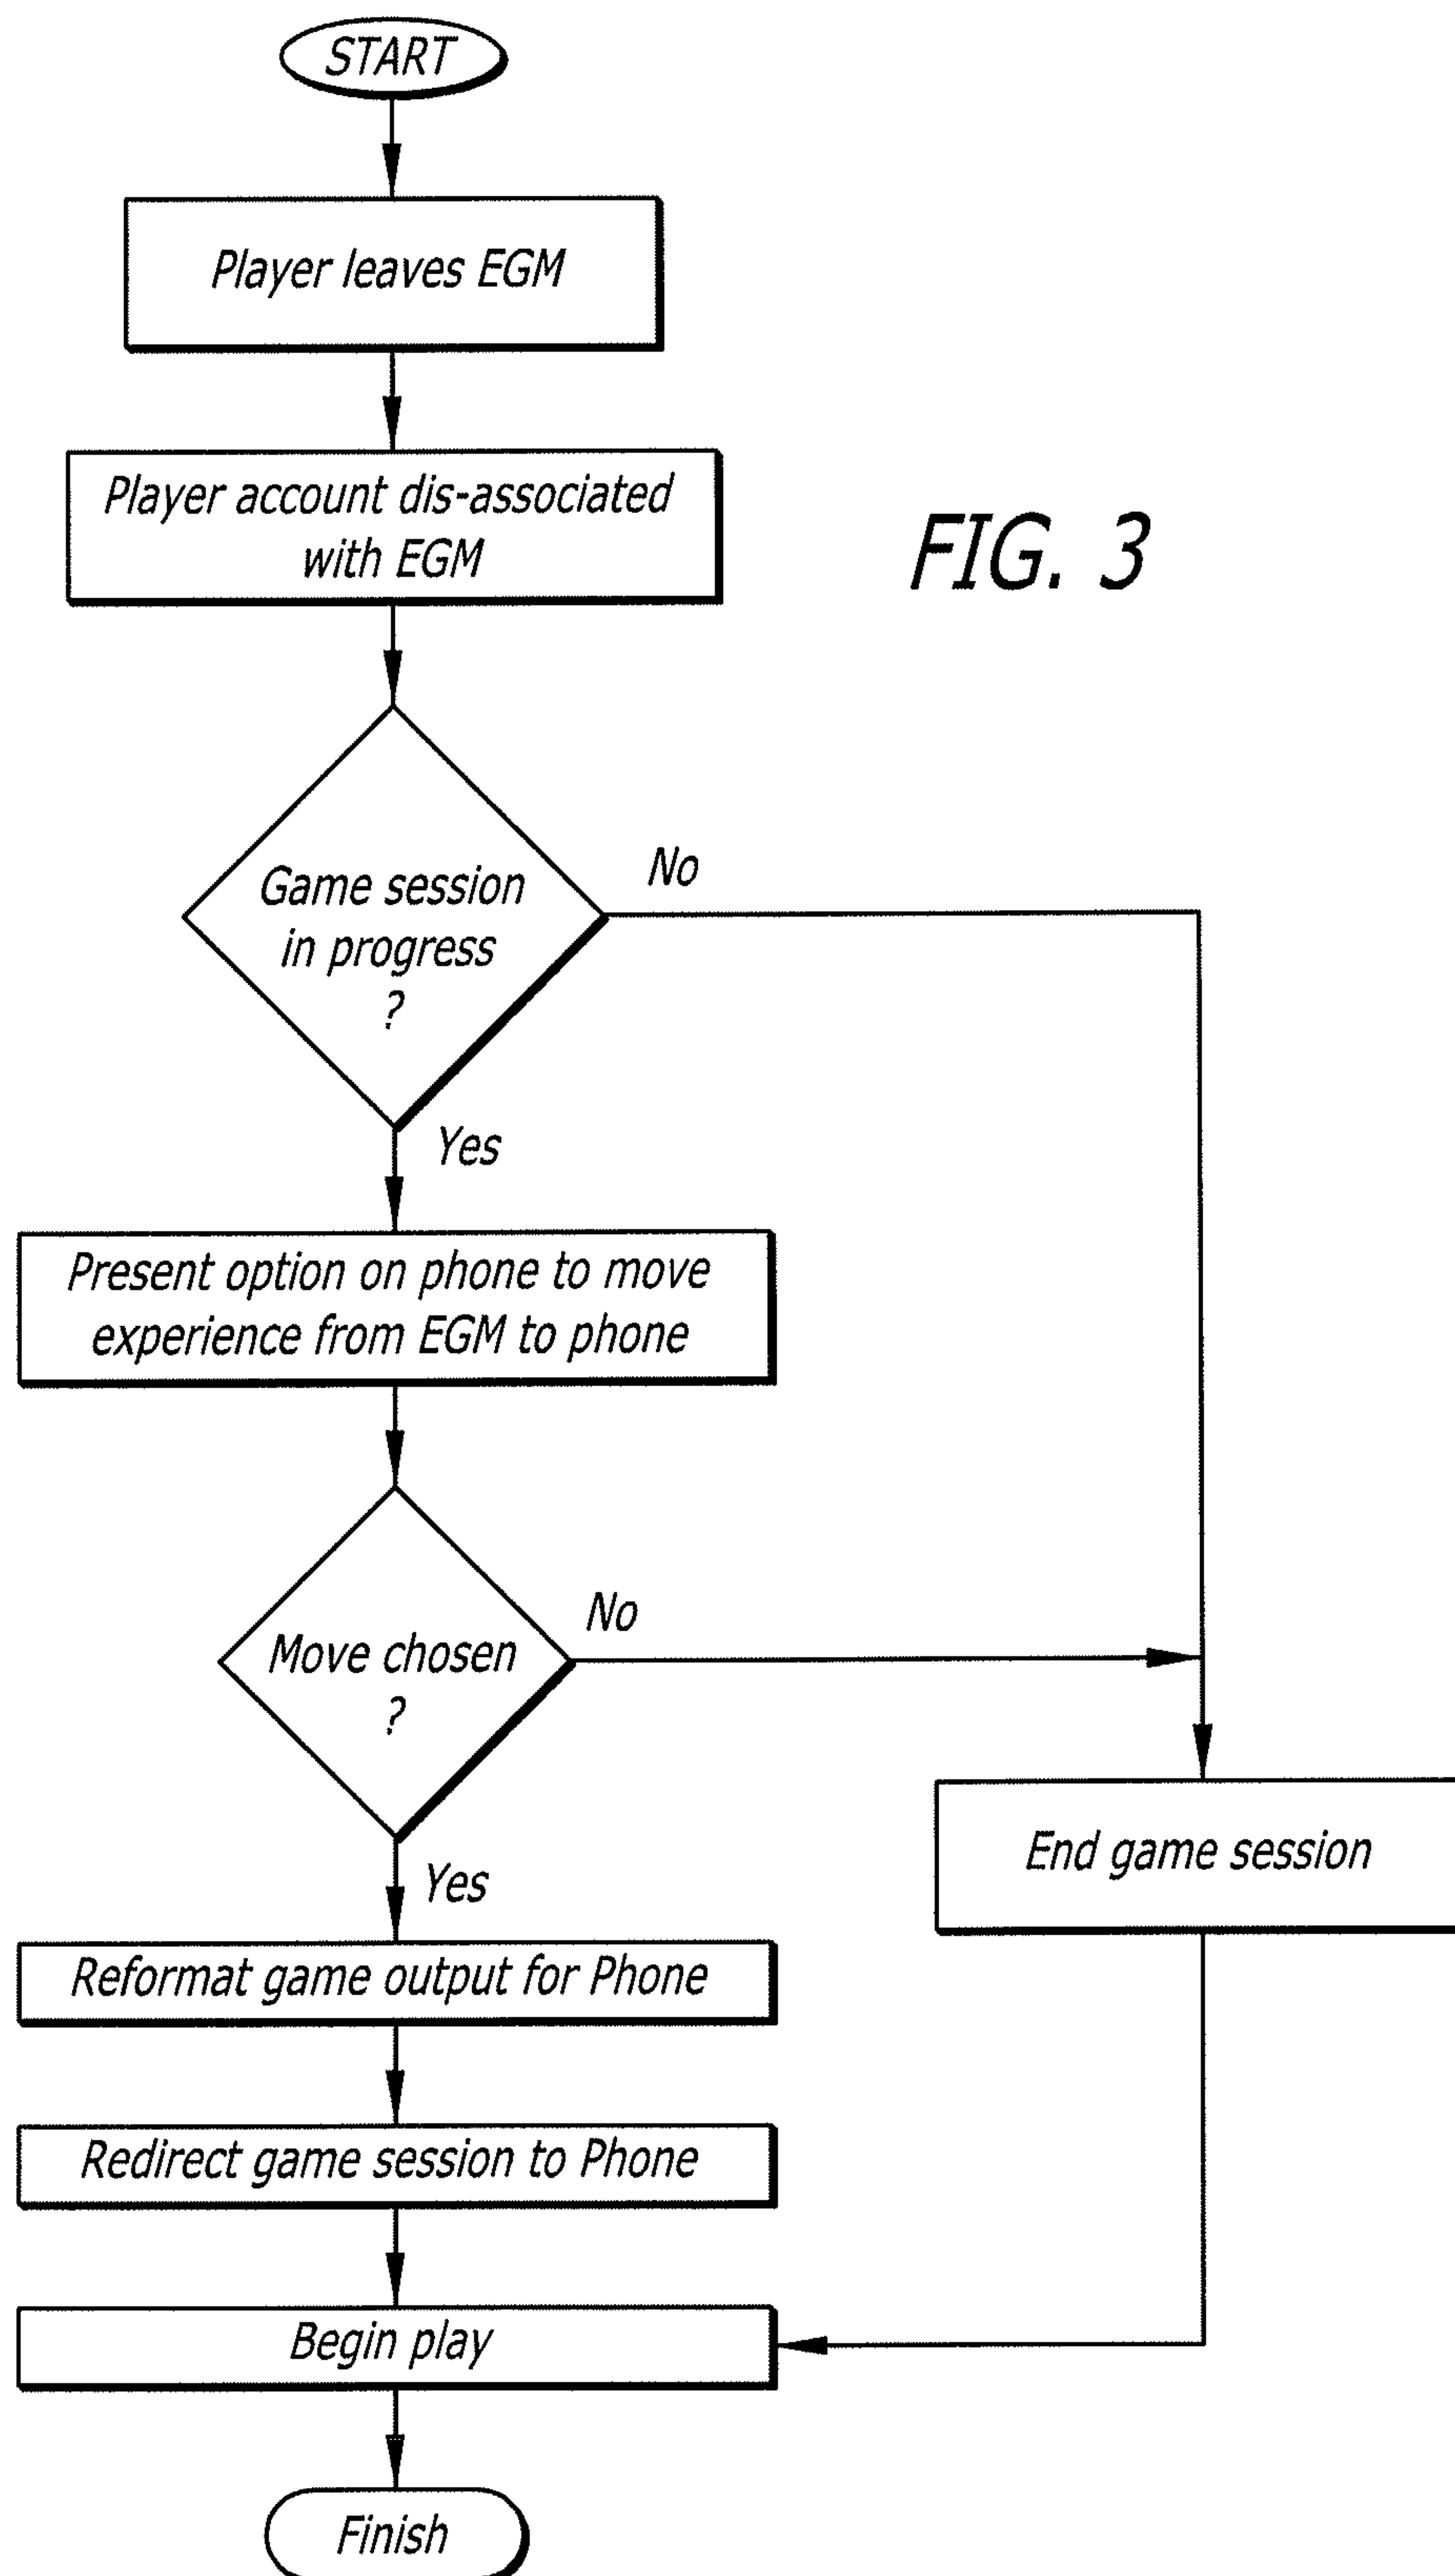 START
Player leaves EGM
Player account dis-associated
with EGM
FIG. 3
Game session
in progress
?
No
Yes
Present option on phone to move
experience from EGM to phone
Move chosen
?
No
Yes
End game session
Reformat game output for Phone
Redirect game session to Phone
Begin play
Finish